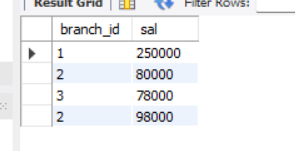 Result Grid Filter Rows:
branch_id sal
1 250000
2 80000
3 78000
2 98000